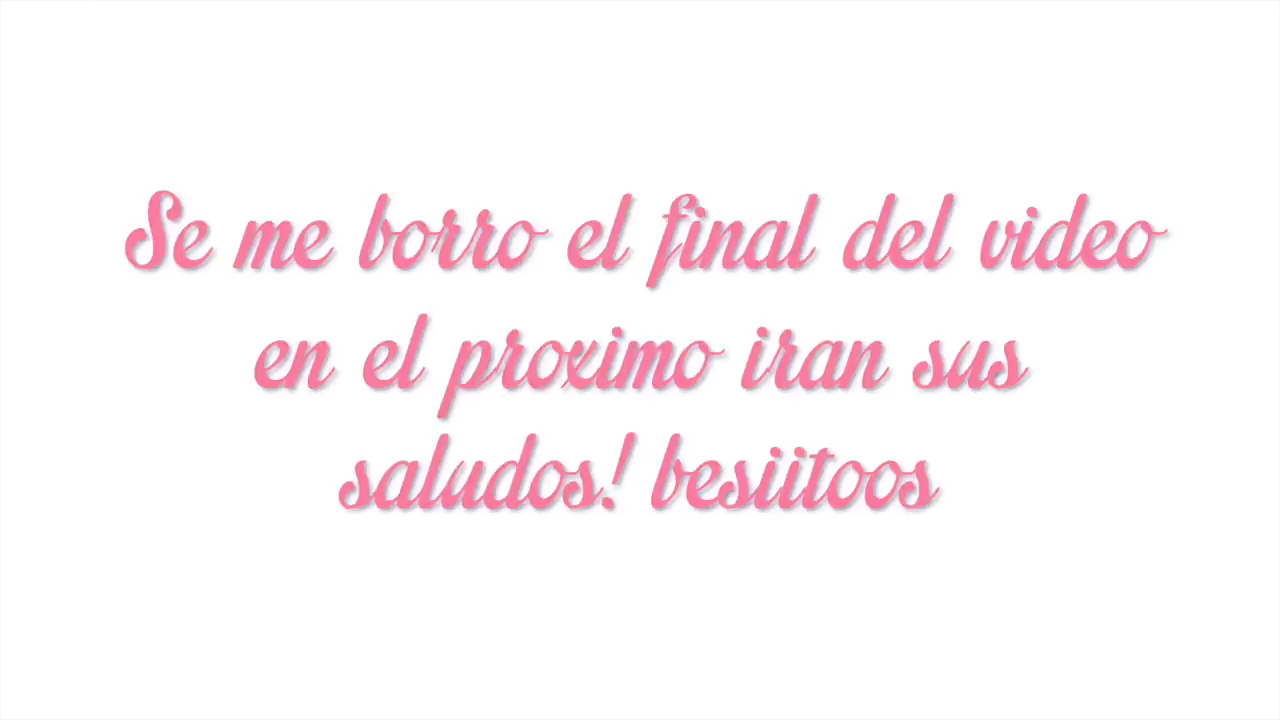 Se me borro el final del video
en el proximo iran sus
saludos! besiitoos